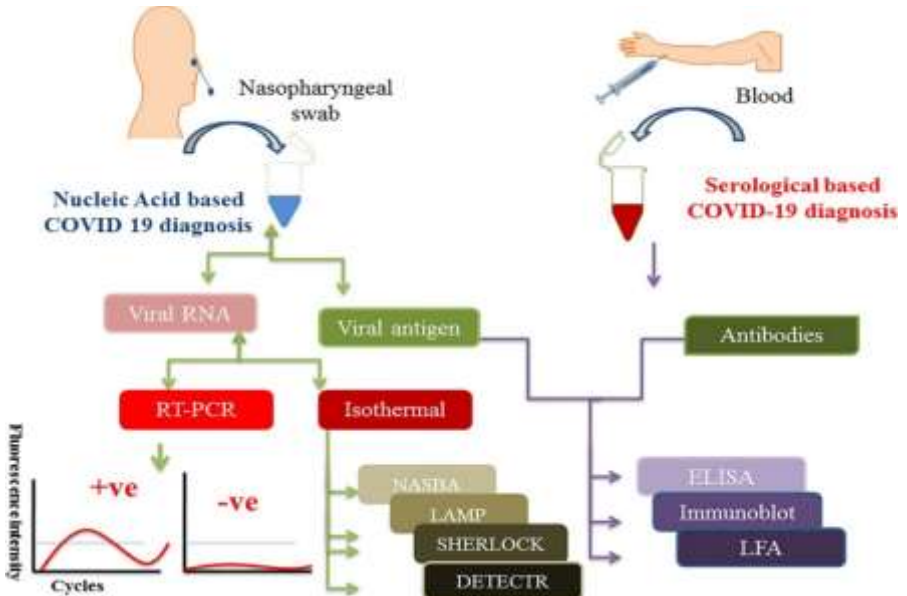 Nasopharyngeal
swab
Blood
Nucleic Acid based
COVID 19 diagnosis
Serological based
COVID-19 diagnosis
Viral RNA
Viral antigen
Antibodies
RT-PCR
Isothermal
Fluorescence intensity
+ve
-ve
Cycles
NASBA
LAMP
SHERLOCK
DETECTR
ELISA
Immunoblot
LFA